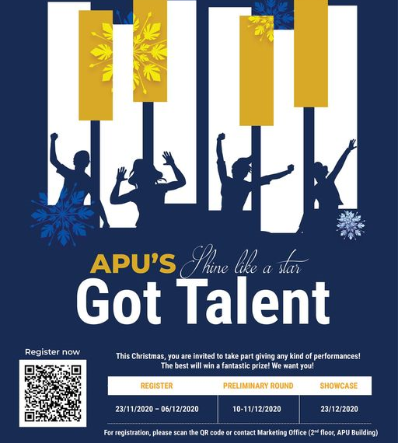 APU'S Shine like a star
Got Talent
Register now
This Christmas, you are invited to take part giving any kind of performances!
The best will win a fantastic prize! We want you!
REGISTER PRELIMINARY ROUND SHOWCASE
23/11/2020 – 06/12/2020 10-11/12/2020 23/12/2020
For registration, please scan the QR code or contact Marketing Office (2nd floor, APU Building)